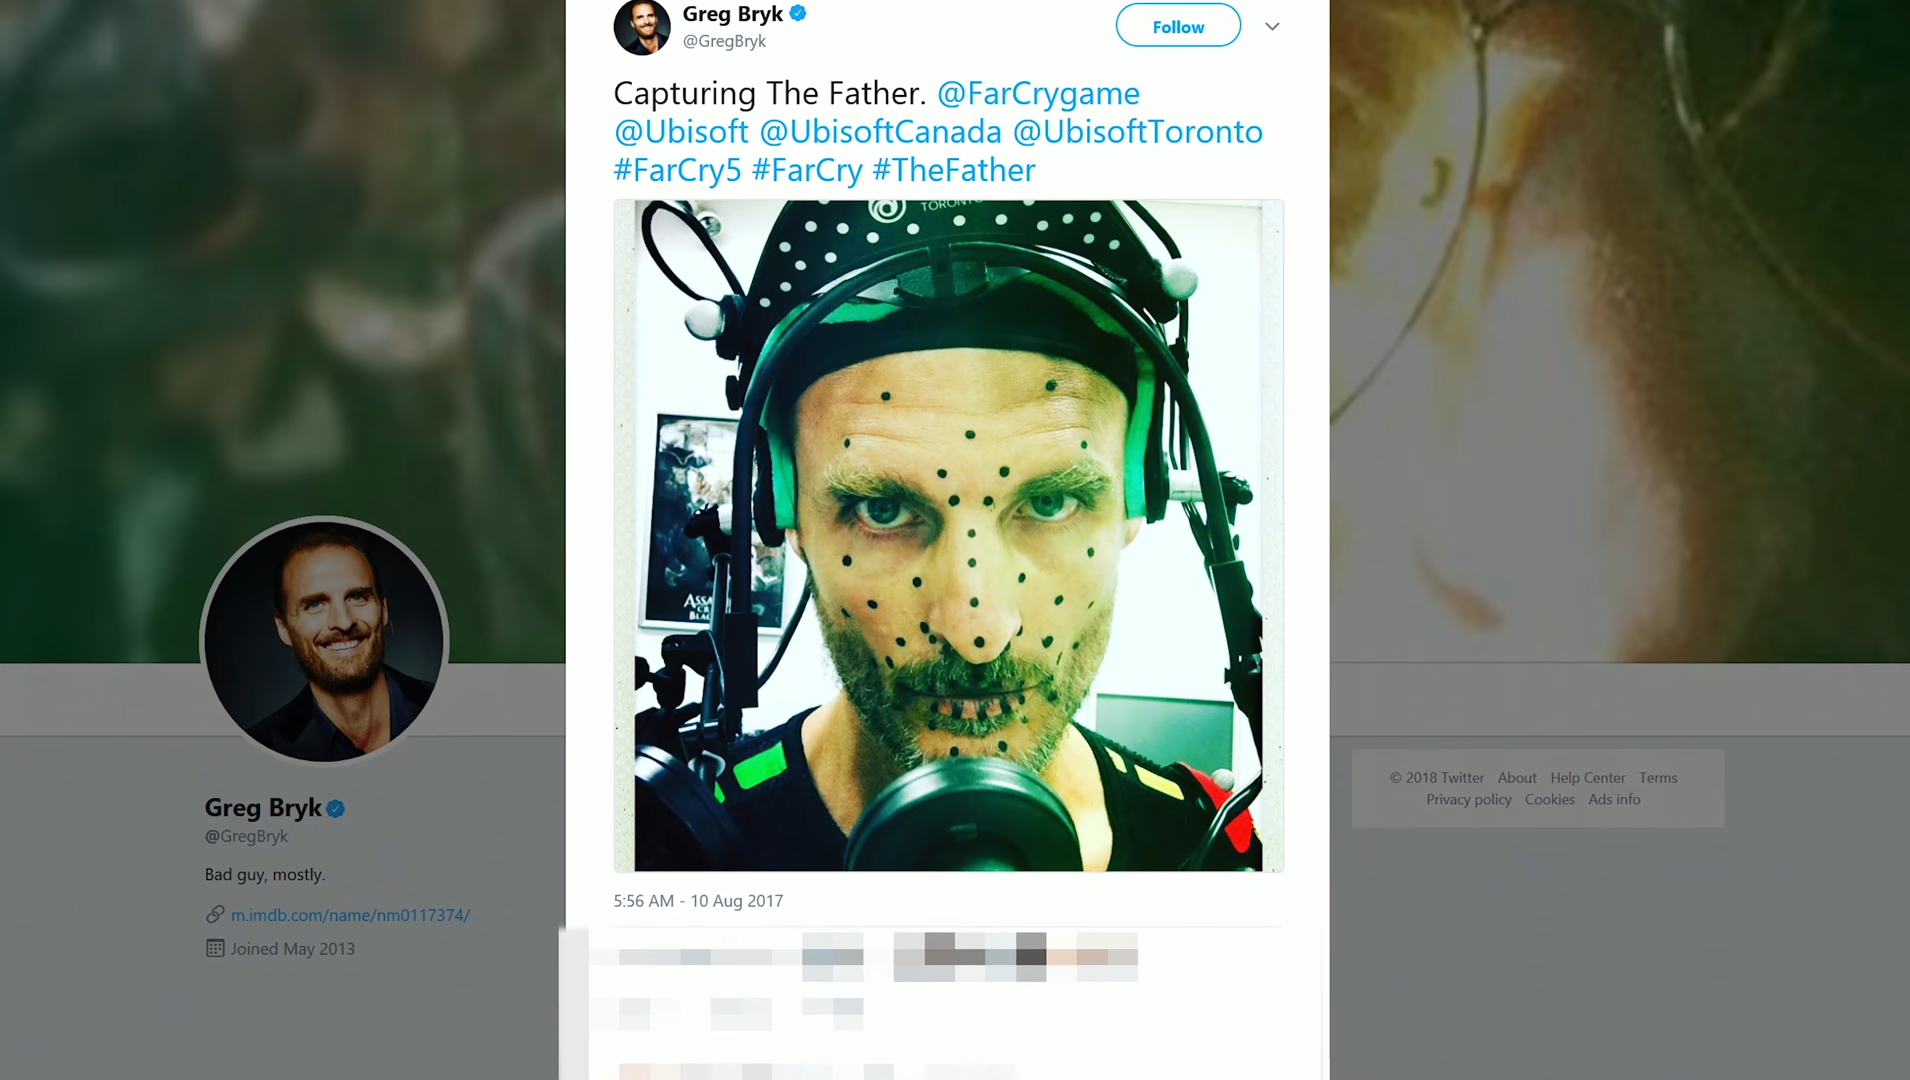 Greg Bryk
@GregBryk
Follow
Capturing The Father. @FarCrygame
@Ubisoft @UbisoftCanada @UbisoftToronto
#FarCry5 #FarCry #TheFather
TORONTO
5:56 AM - 10 Aug 2017
Greg Bryk
@GregBryk
Bad guy, mostly.
m.imdb.com/name/nm0117374/
Joined May 2013
© 2018 Twitter About Help Center Terms
Privacy policy Cookies Ads info